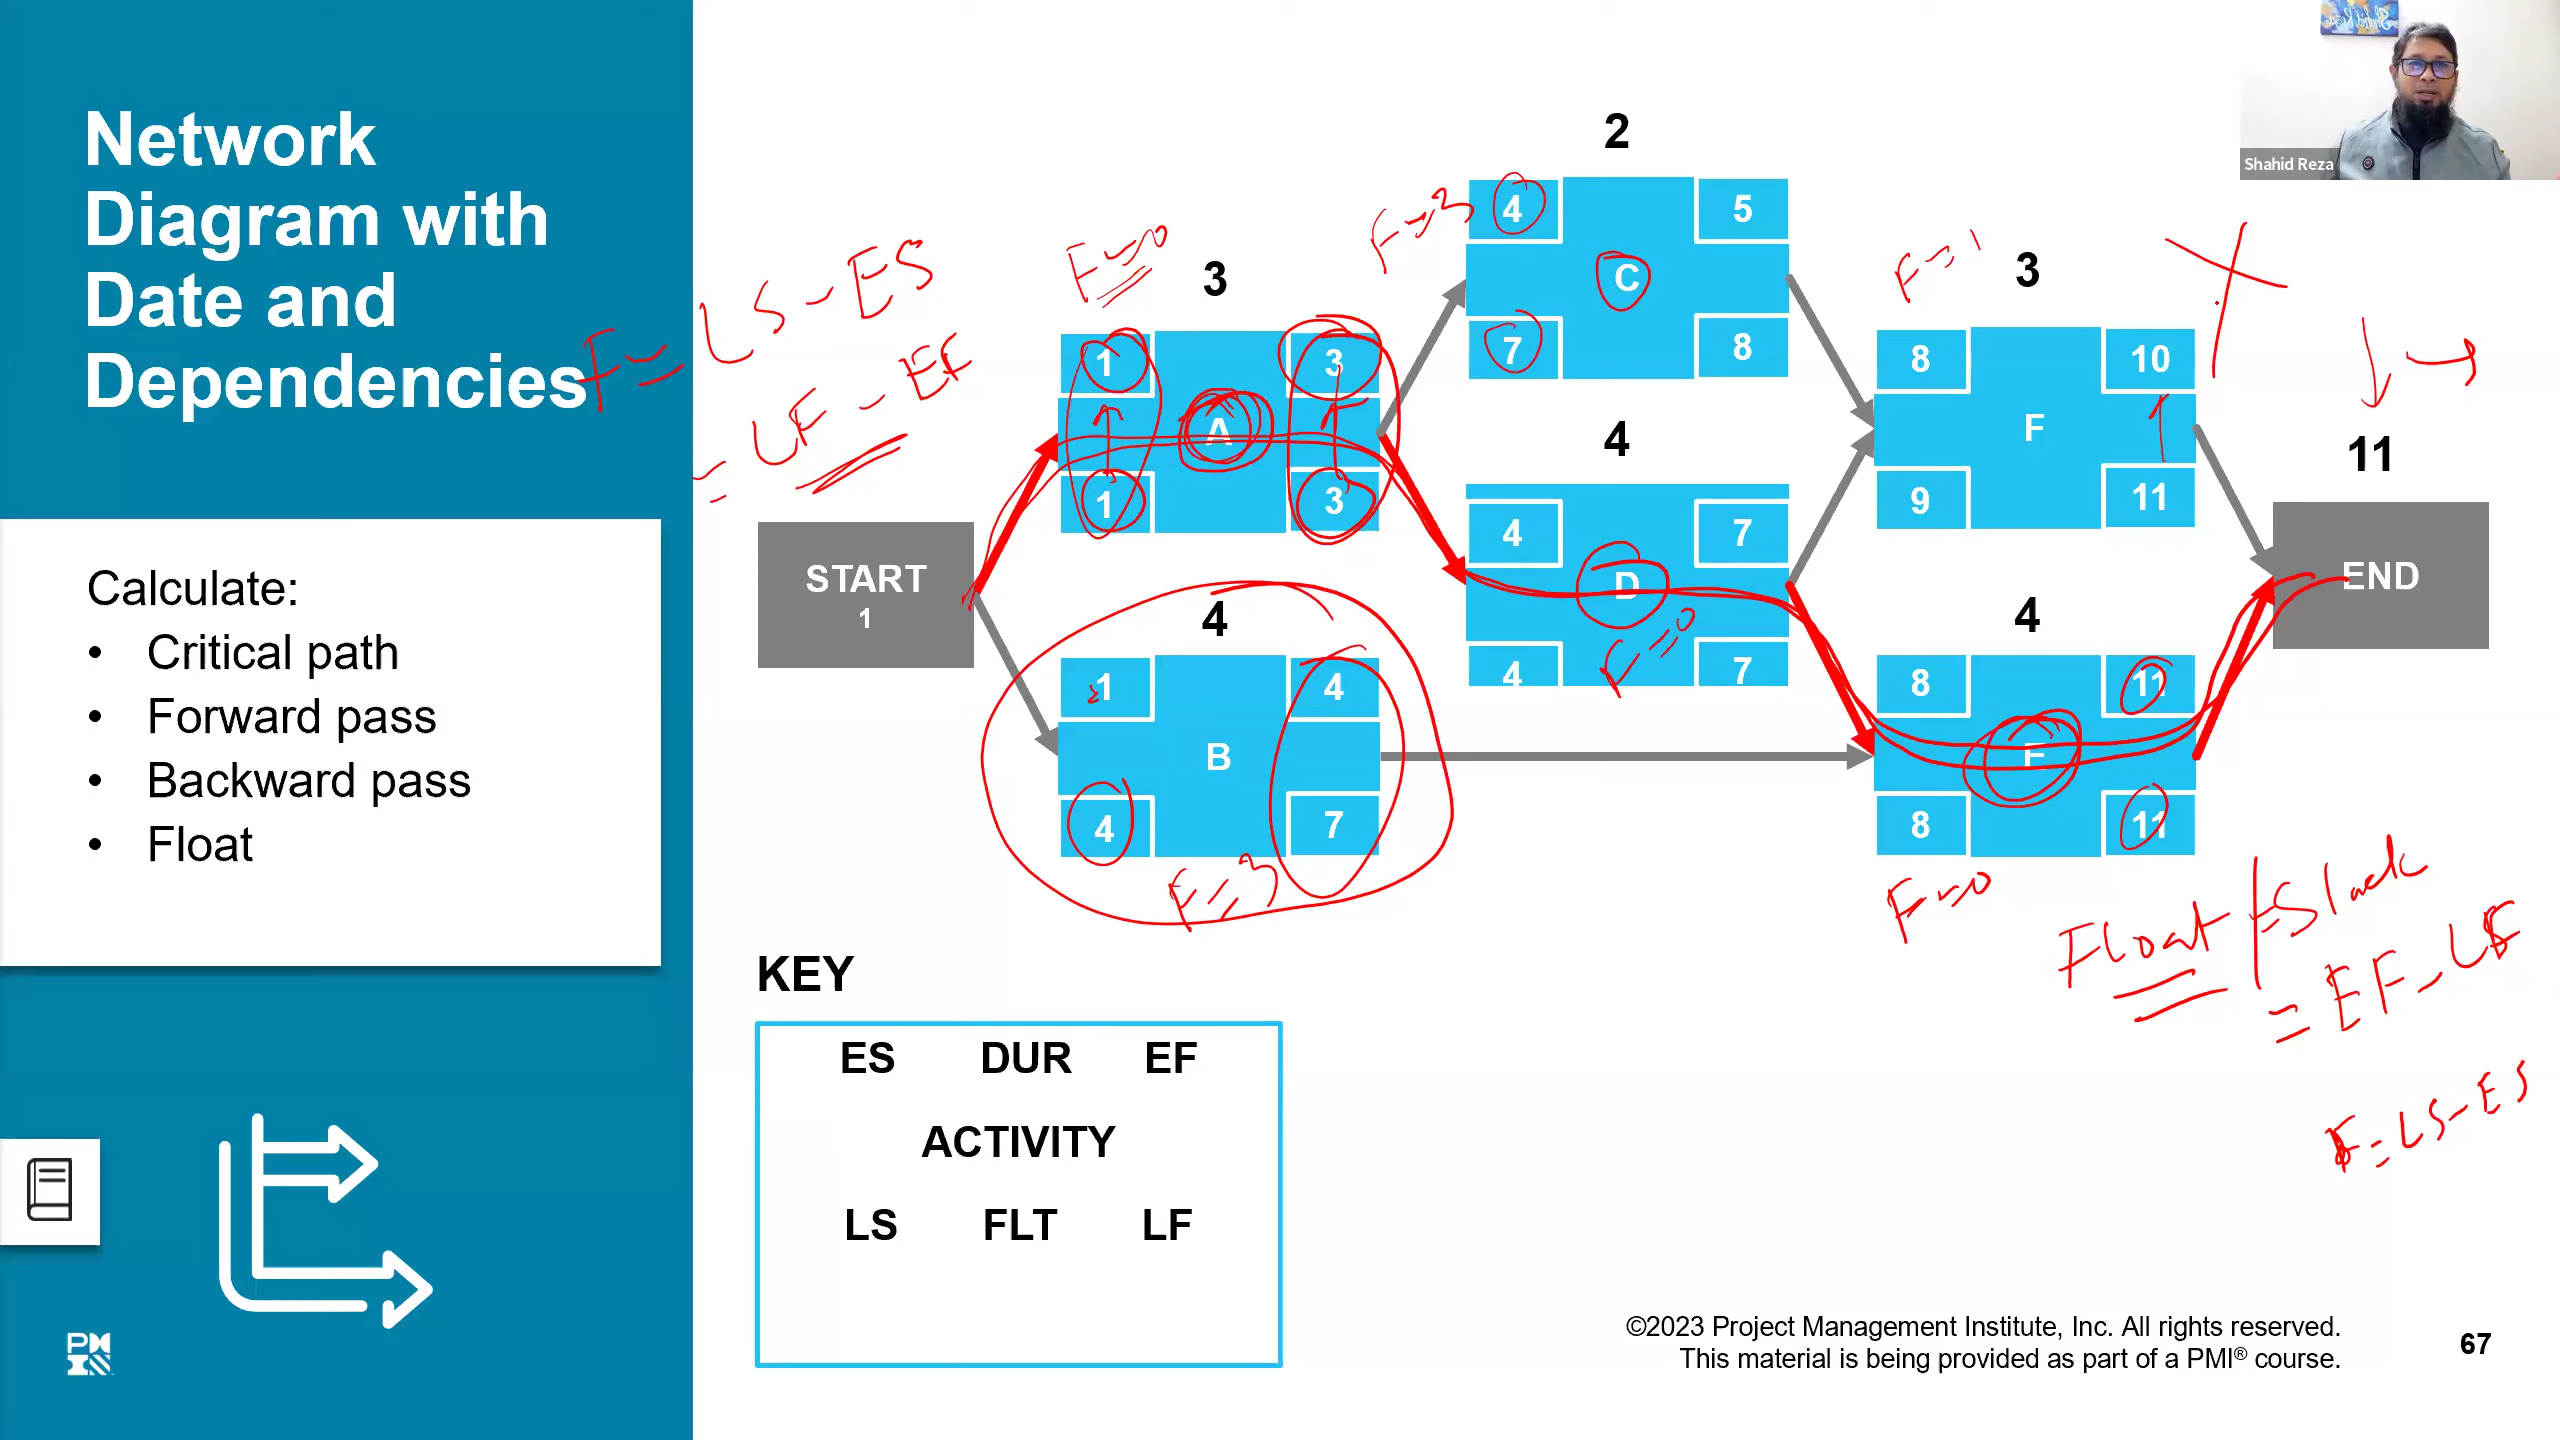 Network
Diagram with
Date and
Dependencies
Calculate:
• Critical path
• Forward pass
• Backward pass
• Float
PM
Shahid Reza
F = LS - ES
= LF - EF
START
1
F = 0
3
1
3
A
1
3
4
1
4
B
4
7
F = 3
F = 3
2
4
5
C
7
8
4
4
7
D
4
7
F = 0
F = 1
3
8
10
F
9
11
4
8
11
E
8
11
F = 0
11
END
Float = Slack
= EF - LF
F = LS - ES
KEY
ES DUR EF
ACTIVITY
LS FLT LF
©2023 Project Management Institute, Inc. All rights reserved.
This material is being provided as part of a PMI® course.
67